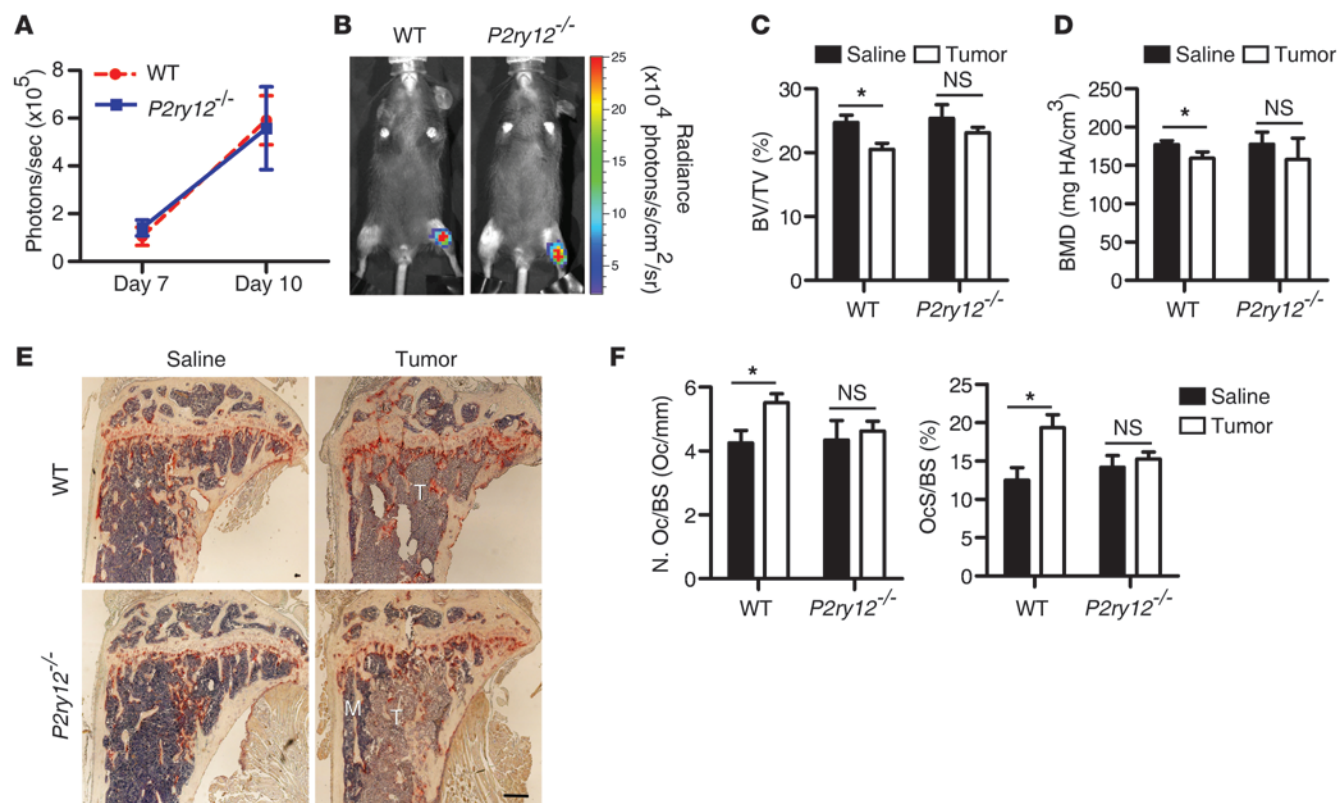 A
Photons/sec (x10^5)
8
6
4
2
0
WT
P2ry12^-/-
Day 7
Day 10
B
WT
P2ry12^-/-
25
20
15
10
5
Radiance
(x10^4 photons/s/cm^2/sr)
C
Saline
Tumor
BV/TV (%)
30
20
10
0
*
NS
WT
P2ry12^-/-
D
Saline
Tumor
BMD (mg HA/cm^3)
250
200
150
100
50
0
*
NS
WT
P2ry12^-/-
E
Saline
Tumor
WT
T
P2ry12^-/-
M
T
F
N. Oc/BS (Oc/mm)
6
4
2
0
*
NS
WT
P2ry12^-/-
OcS/BS (%)
25
20
15
10
5
0
*
NS
WT
P2ry12^-/-
Saline
Tumor